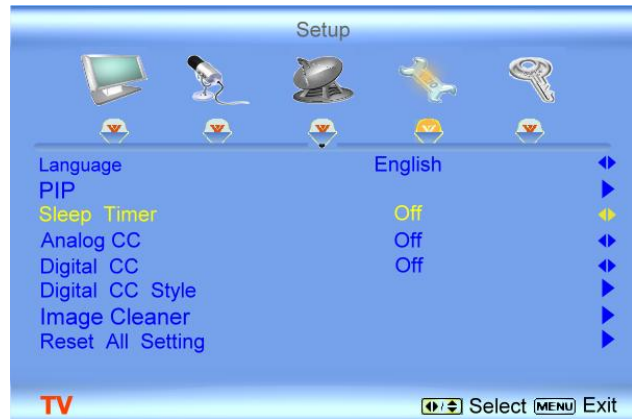 Setup
Language English
PIP
Sleep Timer Off
Analog CC Off
Digital CC Off
Digital CC Style
Image Cleaner
Reset All Setting
TV Select MENU Exit